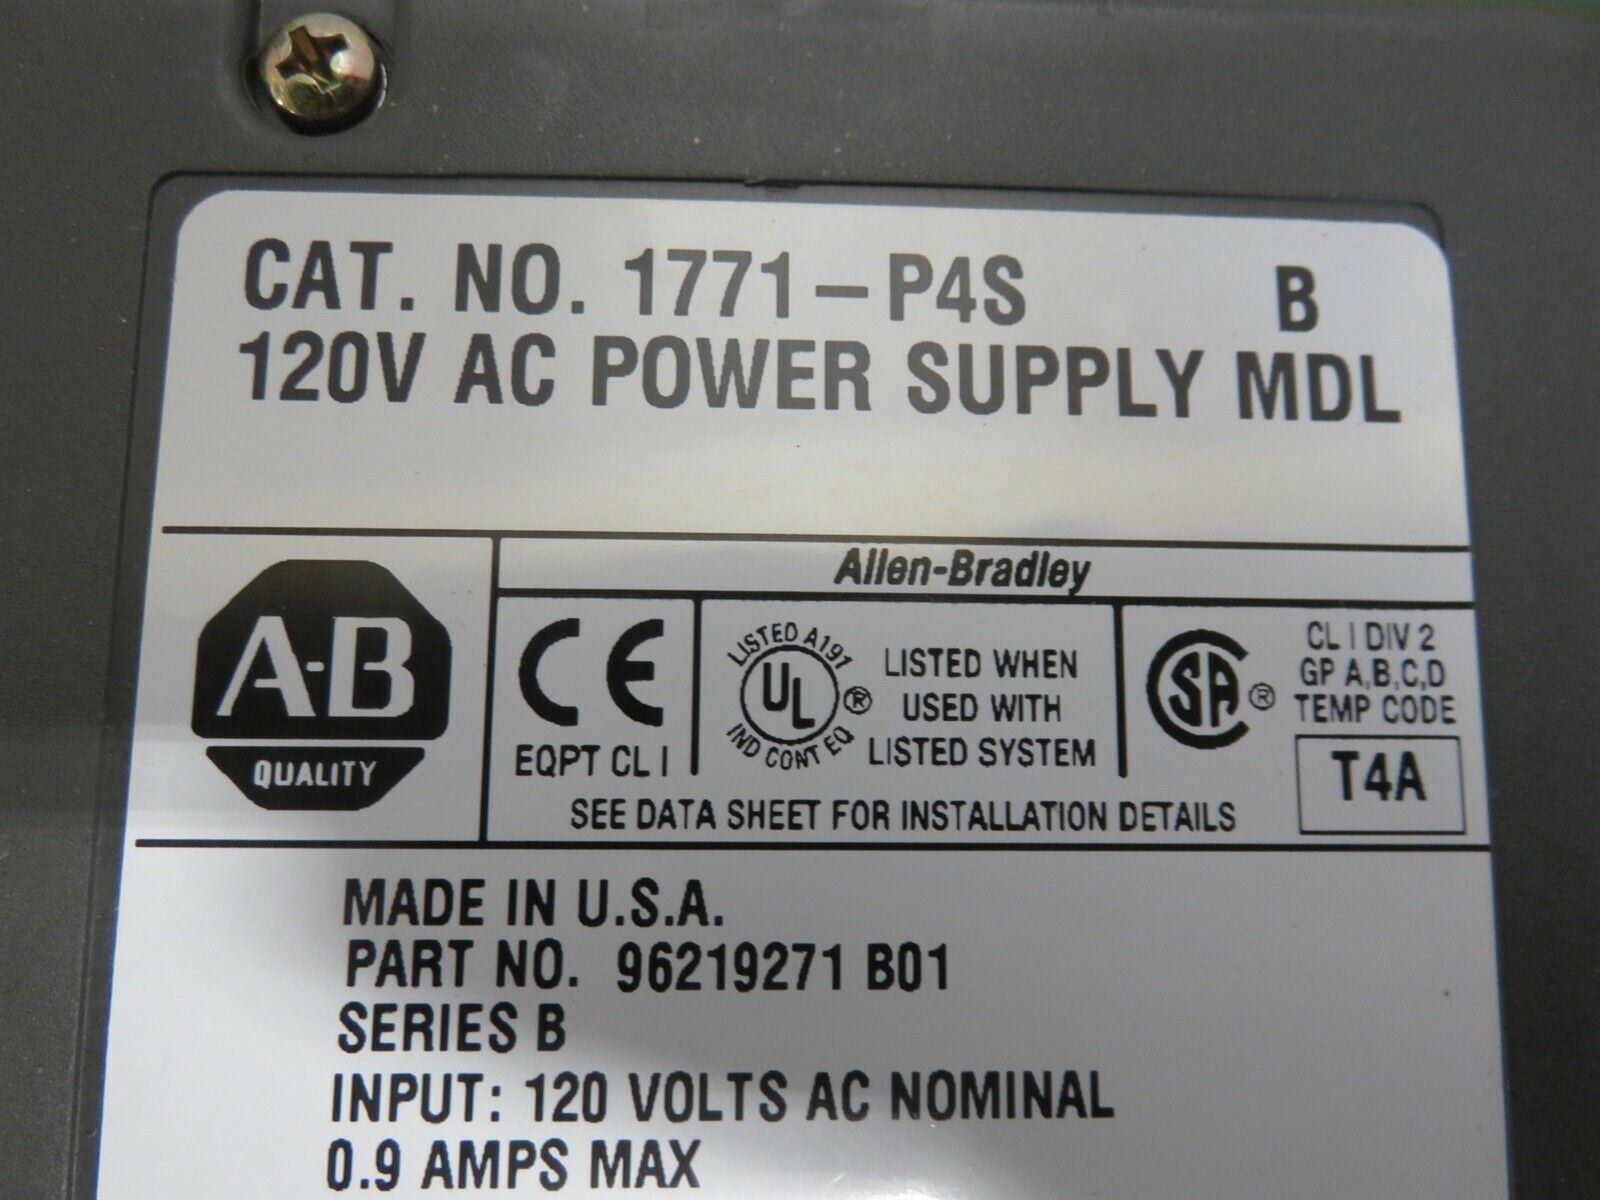 CAT. NO. 1771-P4S B
120V AC POWER SUPPLY MDL
Allen-Bradley
A-B
QUALITY
CE
EQPT CL I
LISTED A191
UL ®
IND CONT EQ
LISTED WHEN
USED WITH
LISTED SYSTEM
SA ®
CL I DIV 2
GP A,B,C,D
TEMP CODE
T4A
SEE DATA SHEET FOR INSTALLATION DETAILS
MADE IN U.S.A.
PART NO. 96219271 B01
SERIES B
INPUT: 120 VOLTS AC NOMINAL
0.9 AMPS MAX